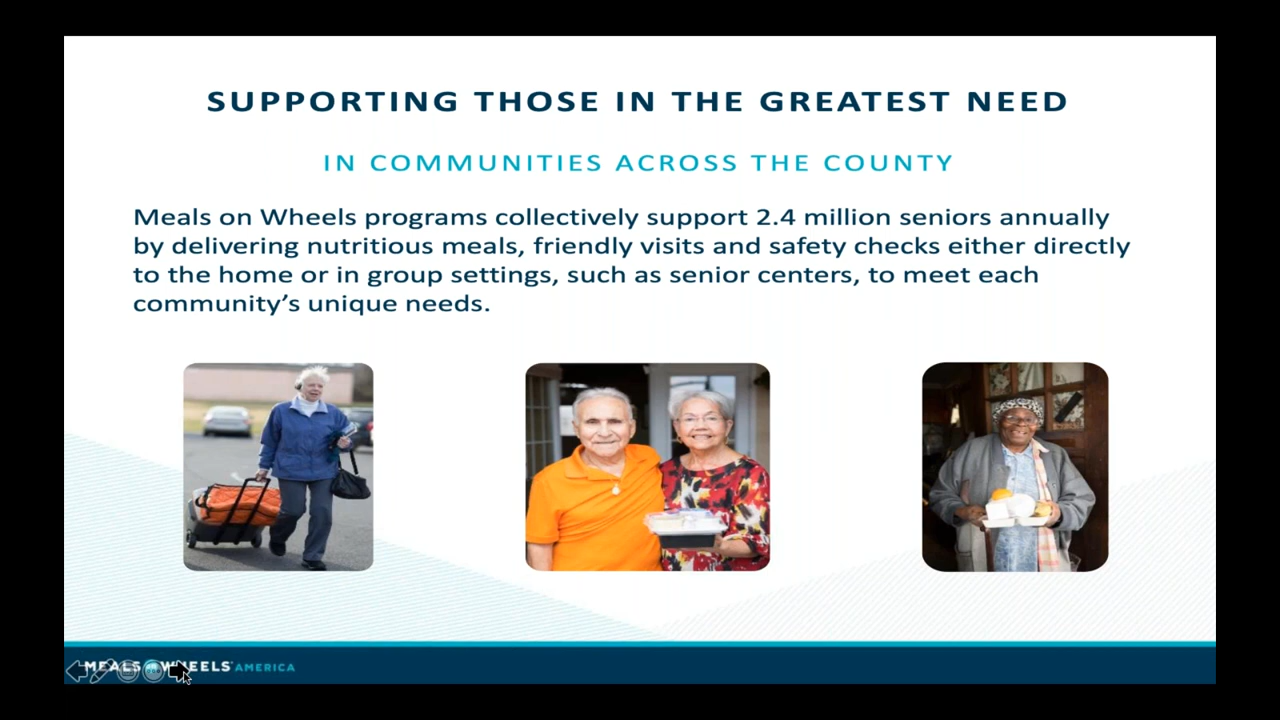 SUPPORTING THOSE IN THE GREATEST NEED
IN COMMUNITIES ACROSS THE COUNTY
Meals on Wheels programs collectively support 2.4 million seniors annually
by delivering nutritious meals, friendly visits and safety checks either directly
to the home or in group settings, such as senior centers, to meet each
community’s unique needs.
MEALS WHEELS AMERICA